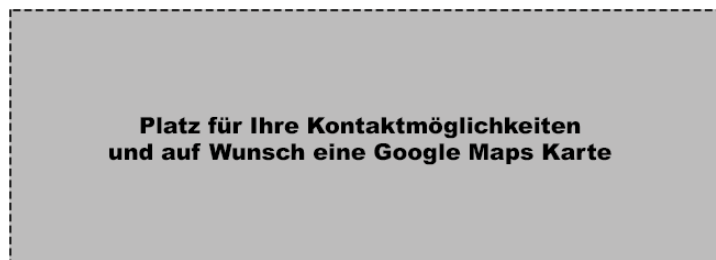 Platz für Ihre Kontaktmöglichkeiten
und auf Wunsch eine Google Maps Karte